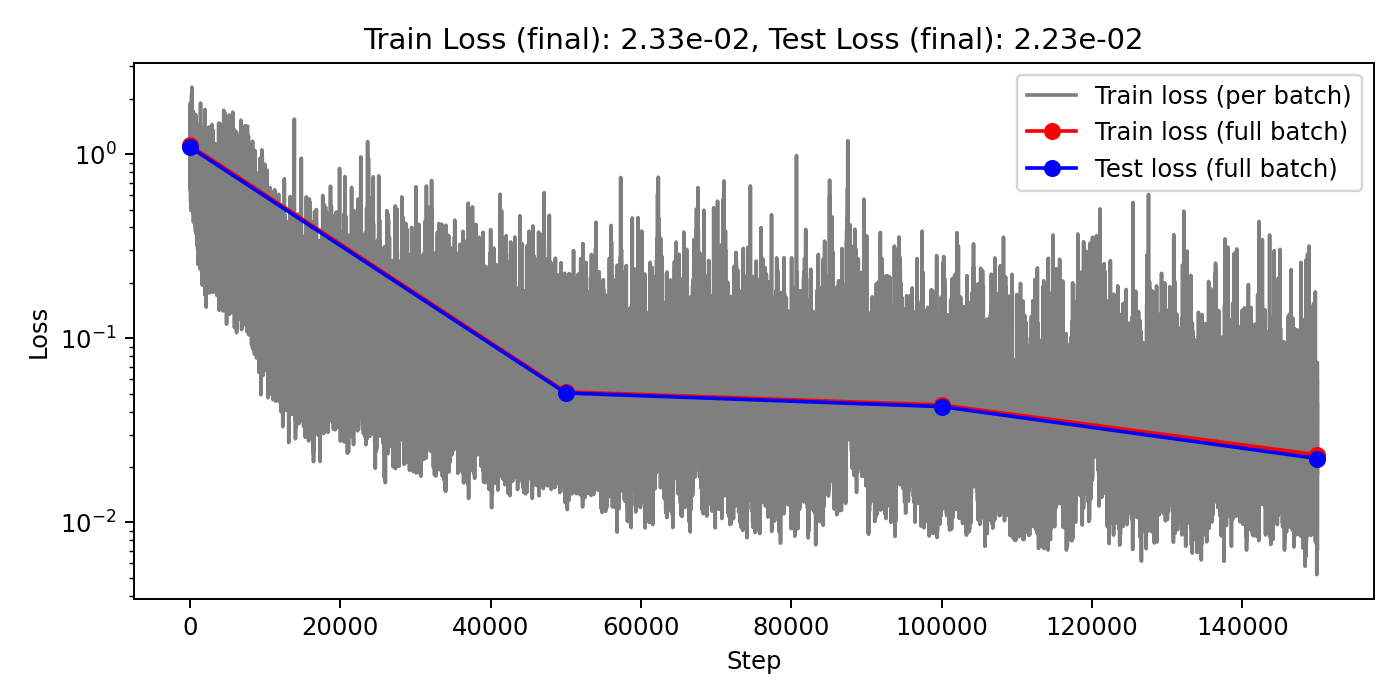 Train Loss (final): 2.33e-02, Test Loss (final): 2.23e-02
Train loss (per batch)
Train loss (full batch)
Test loss (full batch)
10⁰
10⁻¹
10⁻²
Loss
0 20000 40000 60000 80000 100000 120000 140000
Step